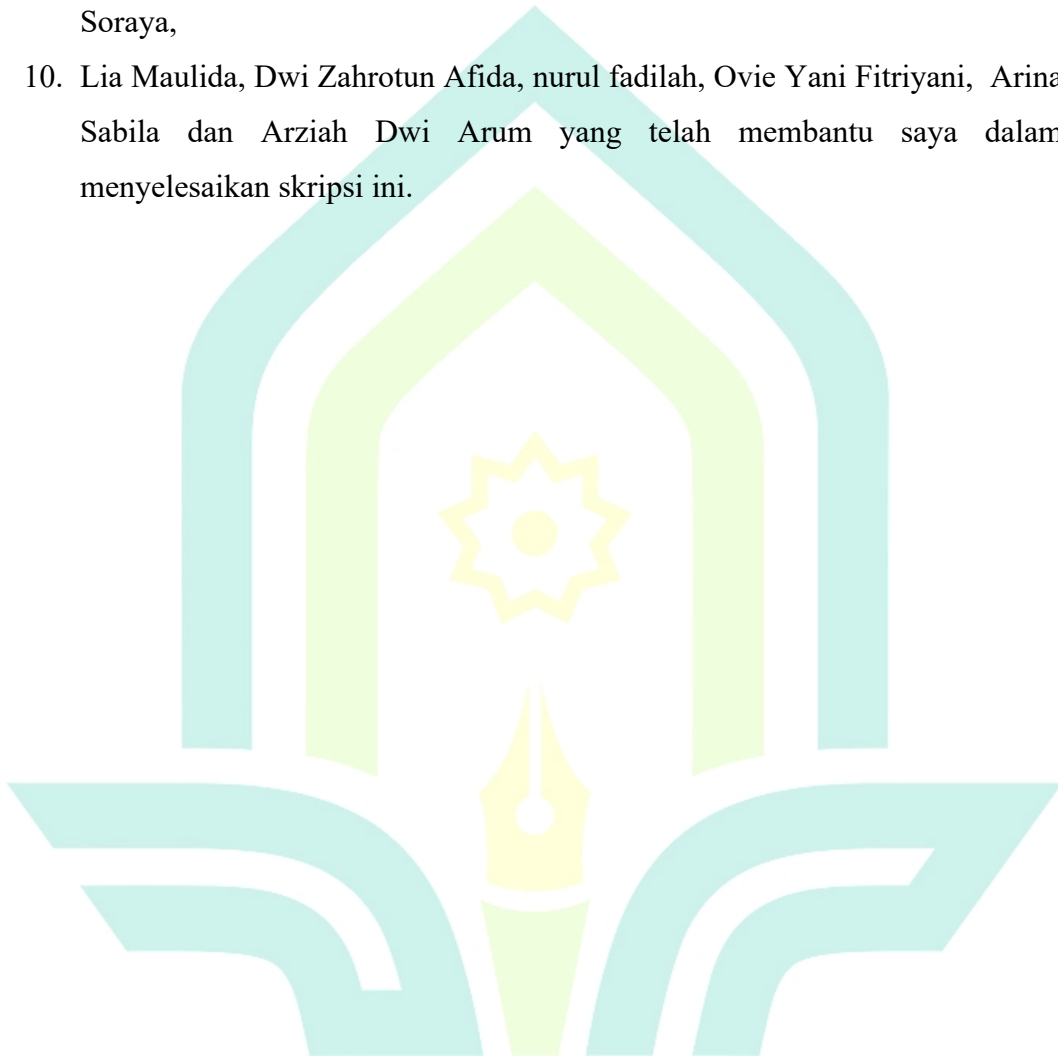 Soraya,
10. Lia Maulida, Dwi Zahrotun Afida, nurul fadilah, Ovie Yani Fitriyani, Arina
Sabila dan Arziah Dwi Arum yang telah membantu saya dalam
menyelesaikan skripsi ini.